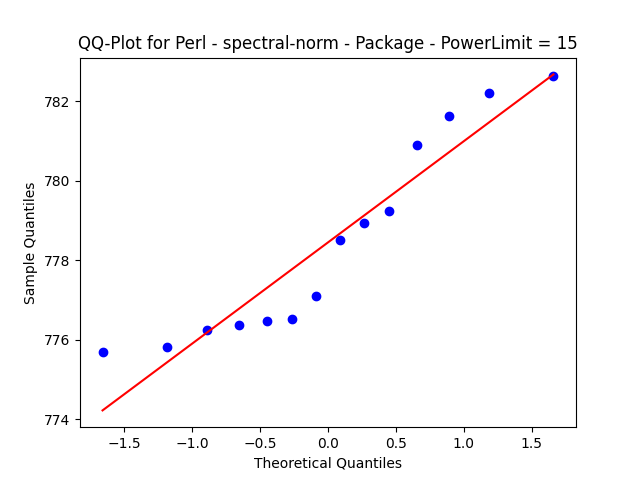 QQ-Plot for Perl - spectral-norm - Package - PowerLimit = 15
782
780
778
776
774
Sample Quantiles
−1.5 −1.0 −0.5 0.0 0.5 1.0 1.5
Theoretical Quantiles